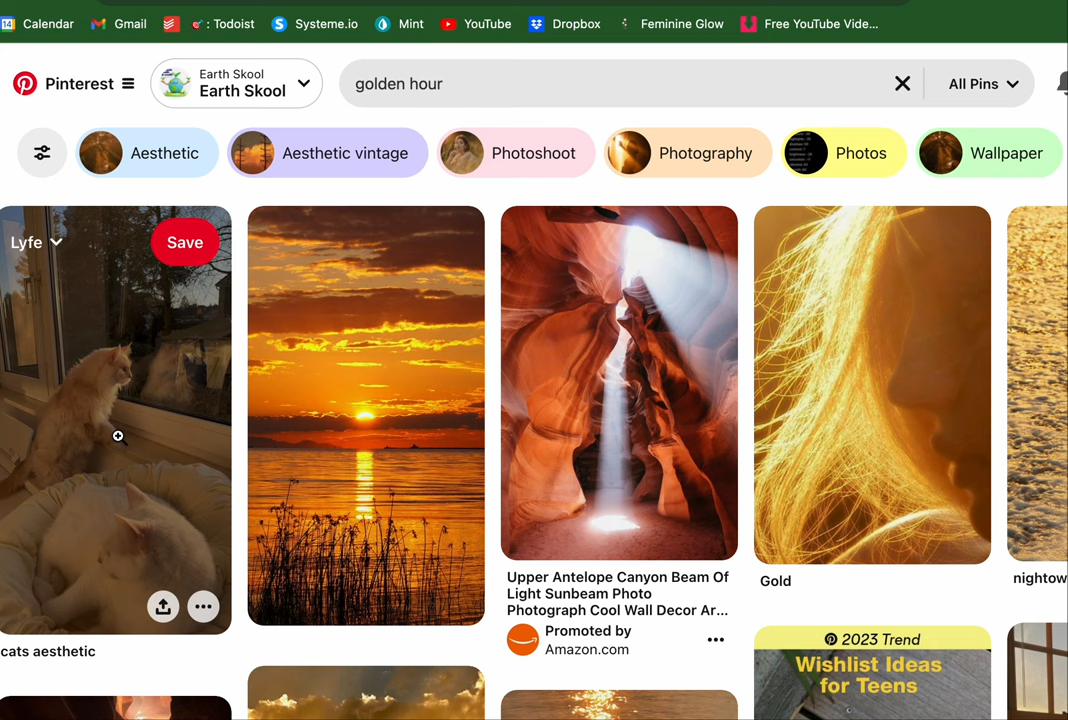 14 Calendar
Gmail
: Todoist
Systeme.io
Mint
YouTube
Dropbox
Feminine Glow
Free YouTube Vide...
Pinterest
Earth Skool
Earth Skool
golden hour
All Pins
Aesthetic
Aesthetic vintage
Photoshoot
Photography
Photos
Wallpaper
Lyfe
Save
cats aesthetic
Upper Antelope Canyon Beam Of
Light Sunbeam Photo
Photograph Cool Wall Decor Ar...
Promoted by
Amazon.com
Gold
2023 Trend
Wishlist Ideas
for Teens
nightow